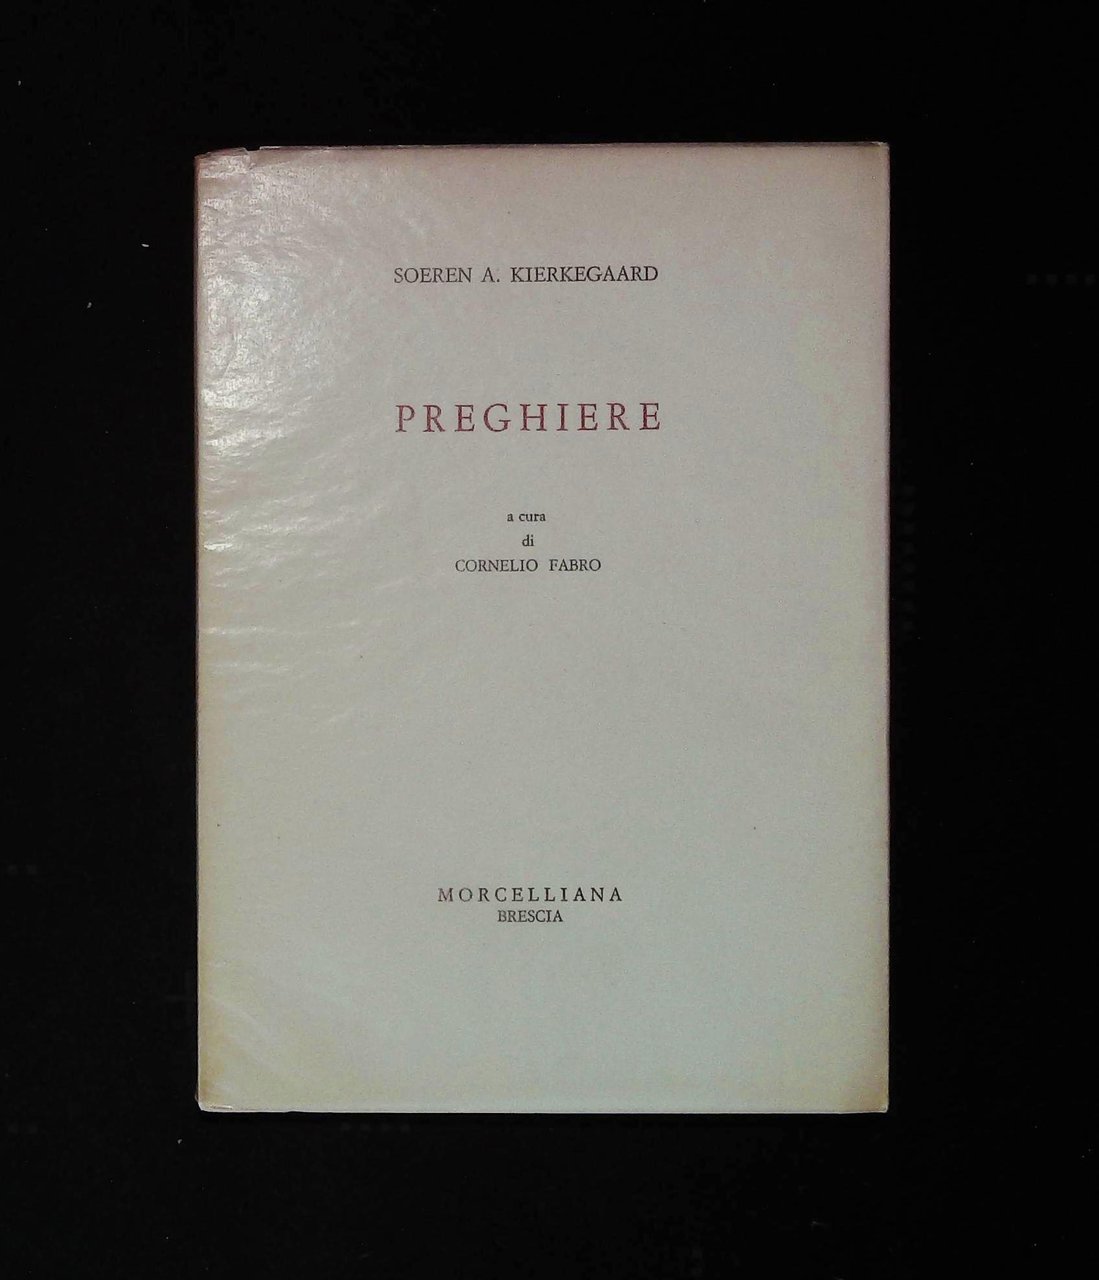 SOEREN A. KIERKEGAARD
PREGHIERE
a cura
di
CORNELIO FABRO
MORCELLIANA
BRESCIA